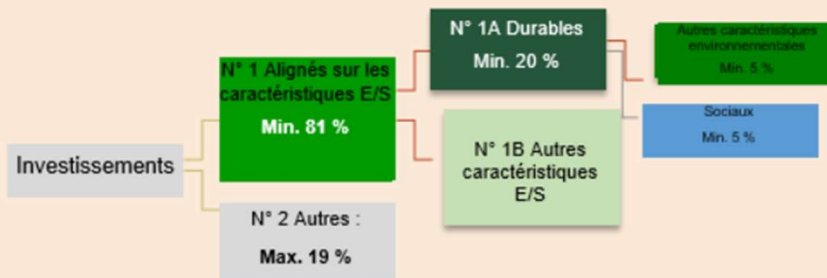 Investissements
N° 1 Alignés sur les
caractéristiques E/S
Min. 81 %
N° 2 Autres :
Max. 19 %
N° 1A Durables
Min. 20 %
N° 1B Autres
caractéristiques
E/S
Autres caractéristiques
environnementales
Min. 5 %
Sociaux
Min. 5 %